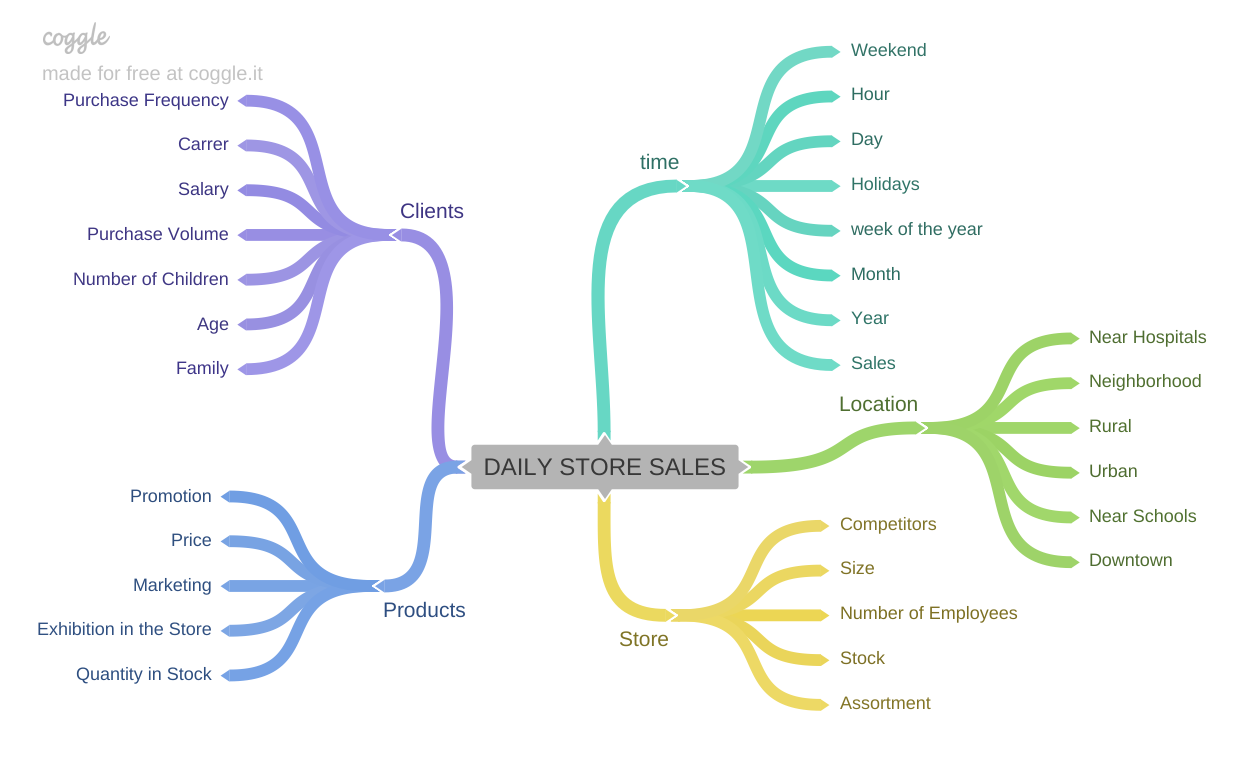 coggle
made for free at coggle.it
Purchase Frequency
Carrer
Salary
Purchase Volume
Number of Children
Age
Family
Clients
time
Weekend
Hour
Day
Holidays
week of the year
Month
Year
Sales
Location
Near Hospitals
Neighborhood
Rural
Urban
Near Schools
Downtown
DAILY STORE SALES
Promotion
Price
Marketing
Exhibition in the Store
Quantity in Stock
Products
Store
Competitors
Size
Number of Employees
Stock
Assortment